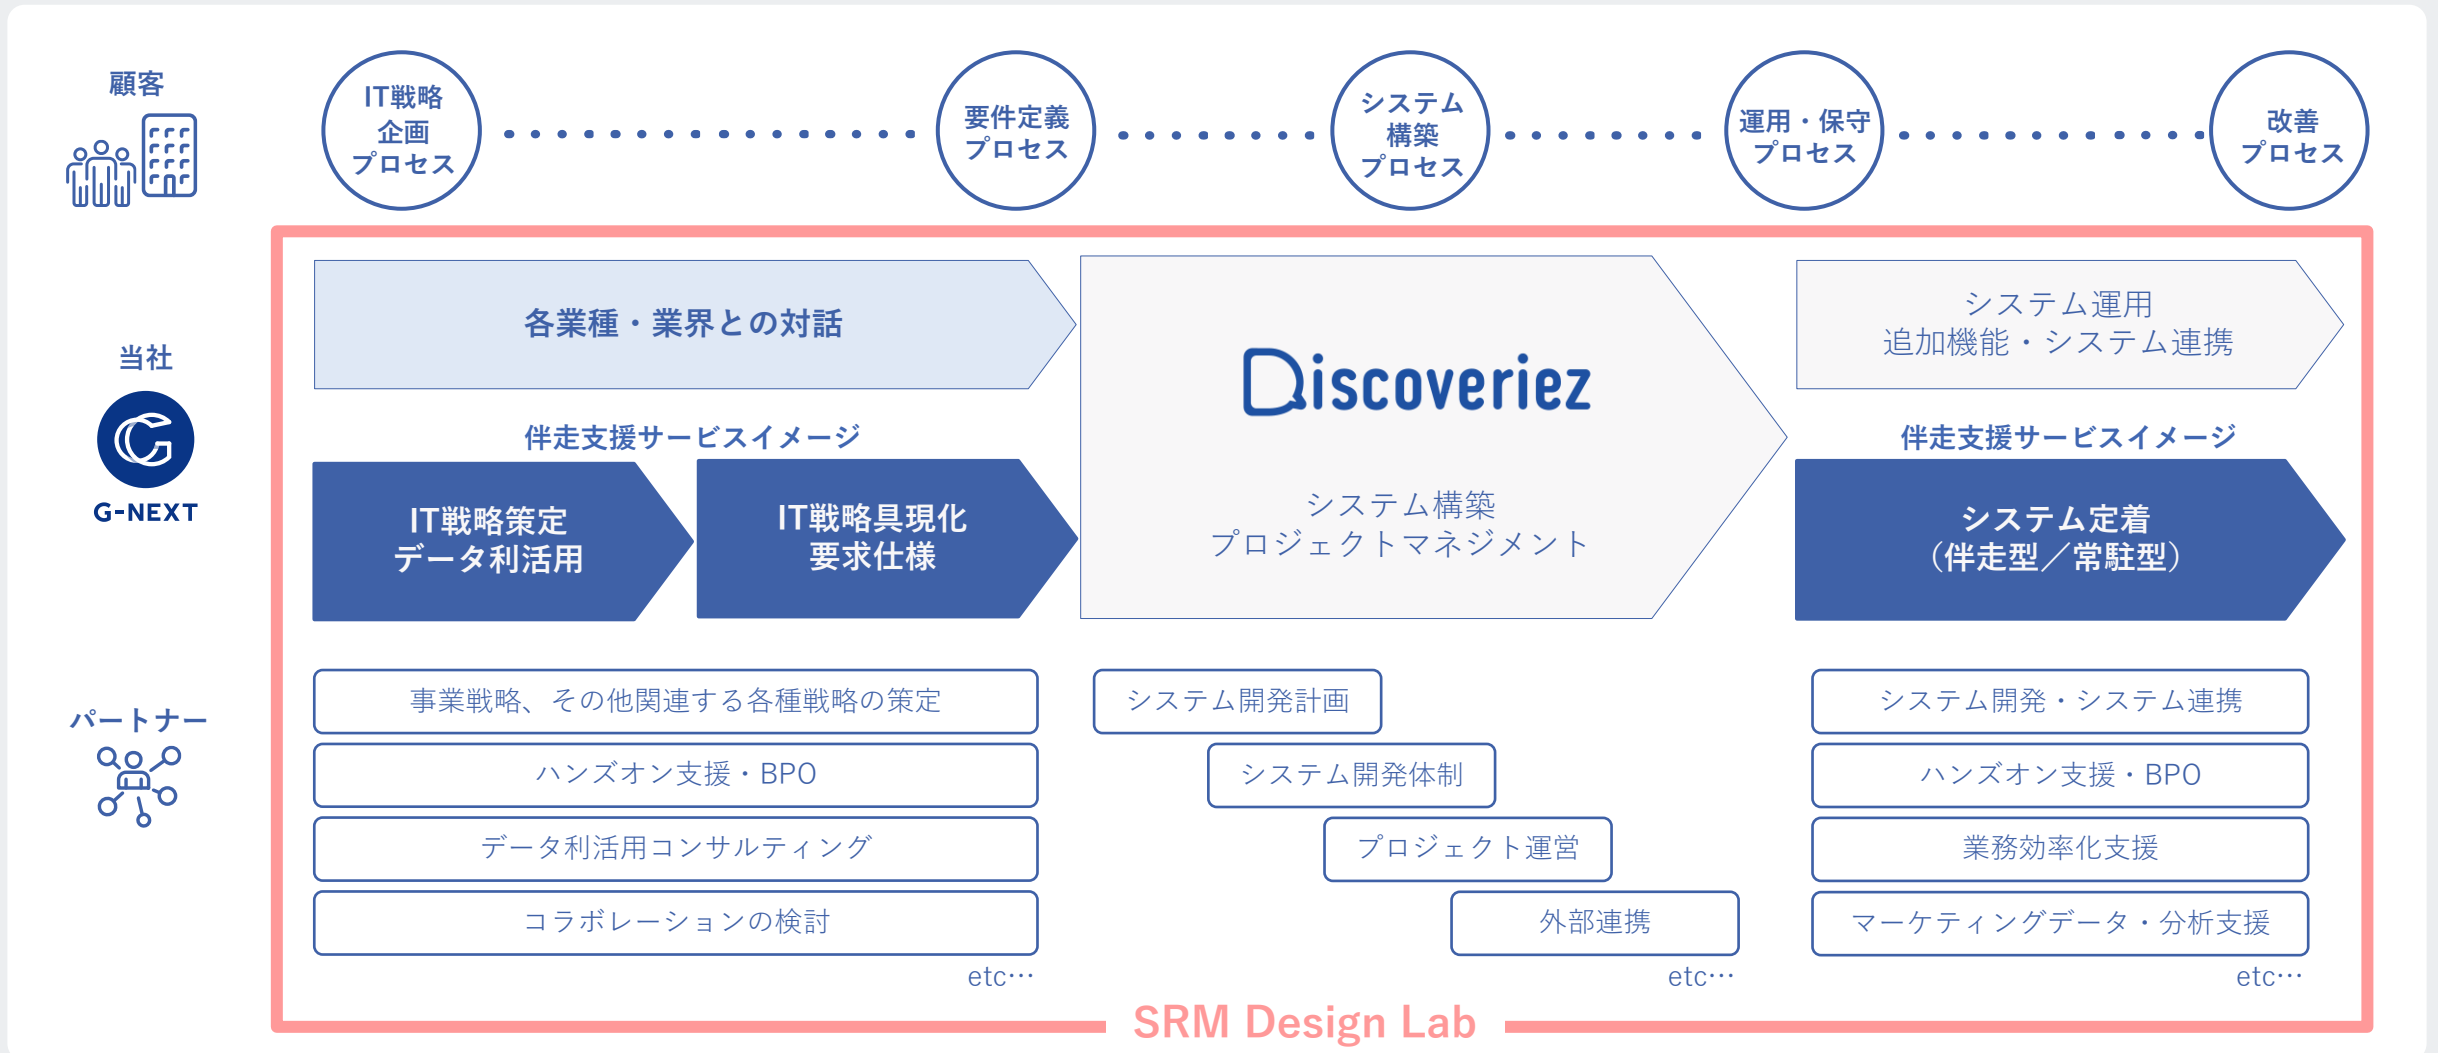 顧客
IT戦略
企画
プロセス
要件定義
プロセス
システム
構築
プロセス
運用・保守
プロセス
改善
プロセス
当社
G-NEXT
各業種・業界との対話
伴走支援サービスイメージ
IT戦略策定
データ利活用
IT戦略具現化
要求仕様
Discoveriez
システム構築
プロジェクトマネジメント
システム運用
追加機能・システム連携
伴走支援サービスイメージ
システム定着
（伴走型／常駐型）
パートナー
事業戦略、その他関連する各種戦略の策定
ハンズオン支援・BPO
データ利活用コンサルティング
コラボレーションの検討
etc…
システム開発計画
システム開発体制
プロジェクト運営
外部連携
etc…
システム開発・システム連携
ハンズオン支援・BPO
業務効率化支援
マーケティングデータ・分析支援
etc…
SRM Design Lab